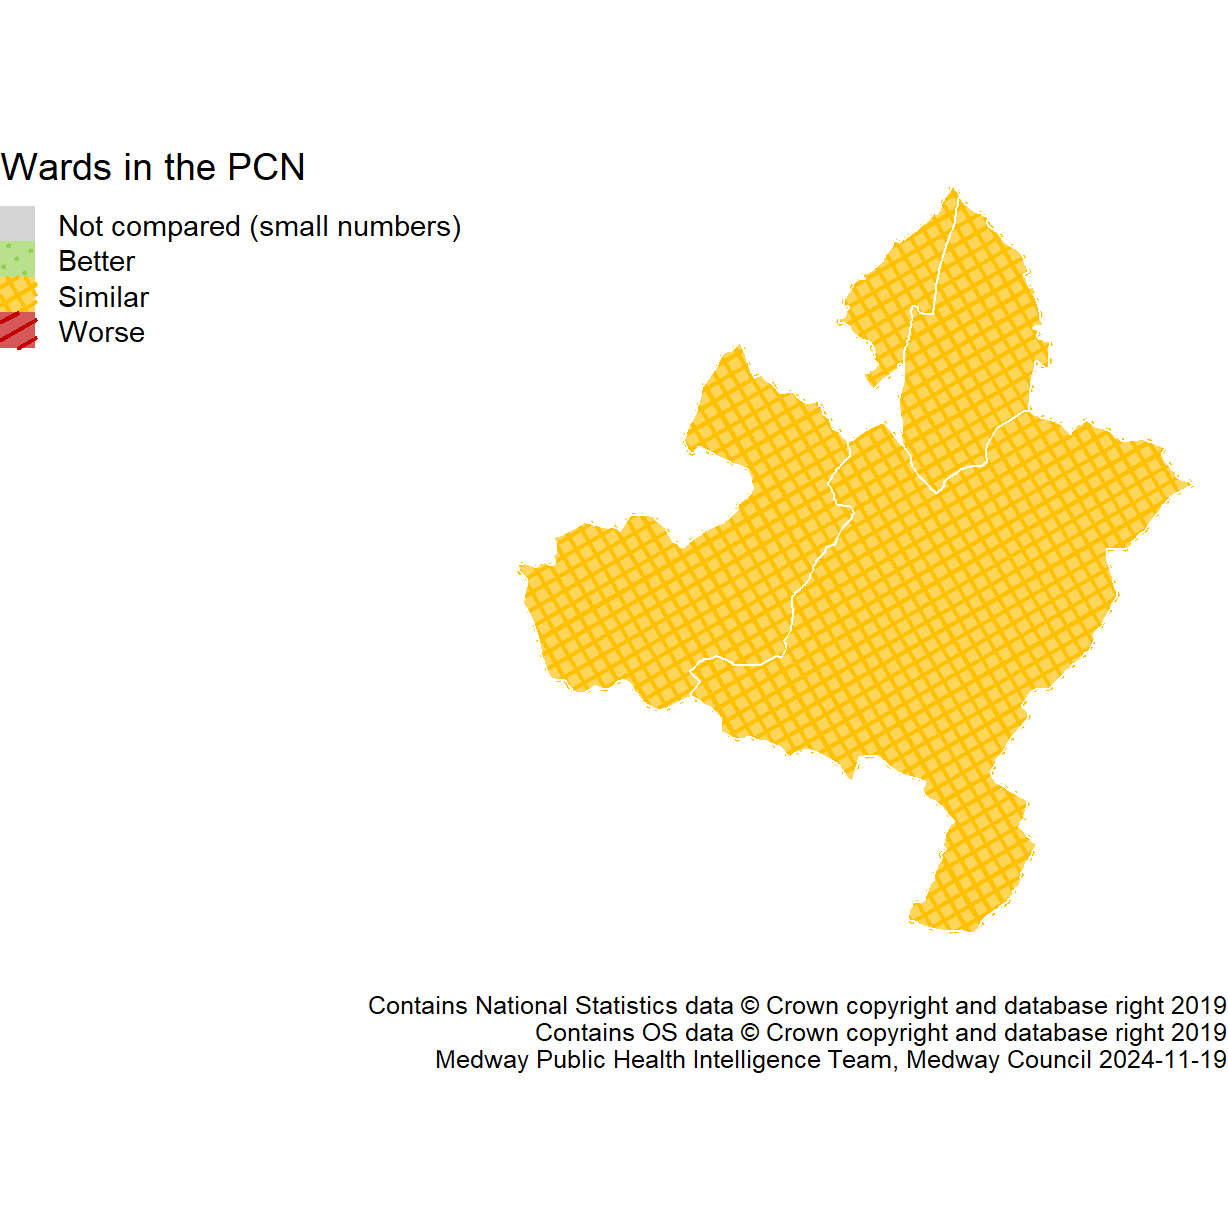 Wards in the PCN
Not compared (small numbers)
Better
Similar
Worse
Contains National Statistics data © Crown copyright and database right 2019
Contains OS data © Crown copyright and database right 2019
Medway Public Health Intelligence Team, Medway Council 2024-11-19